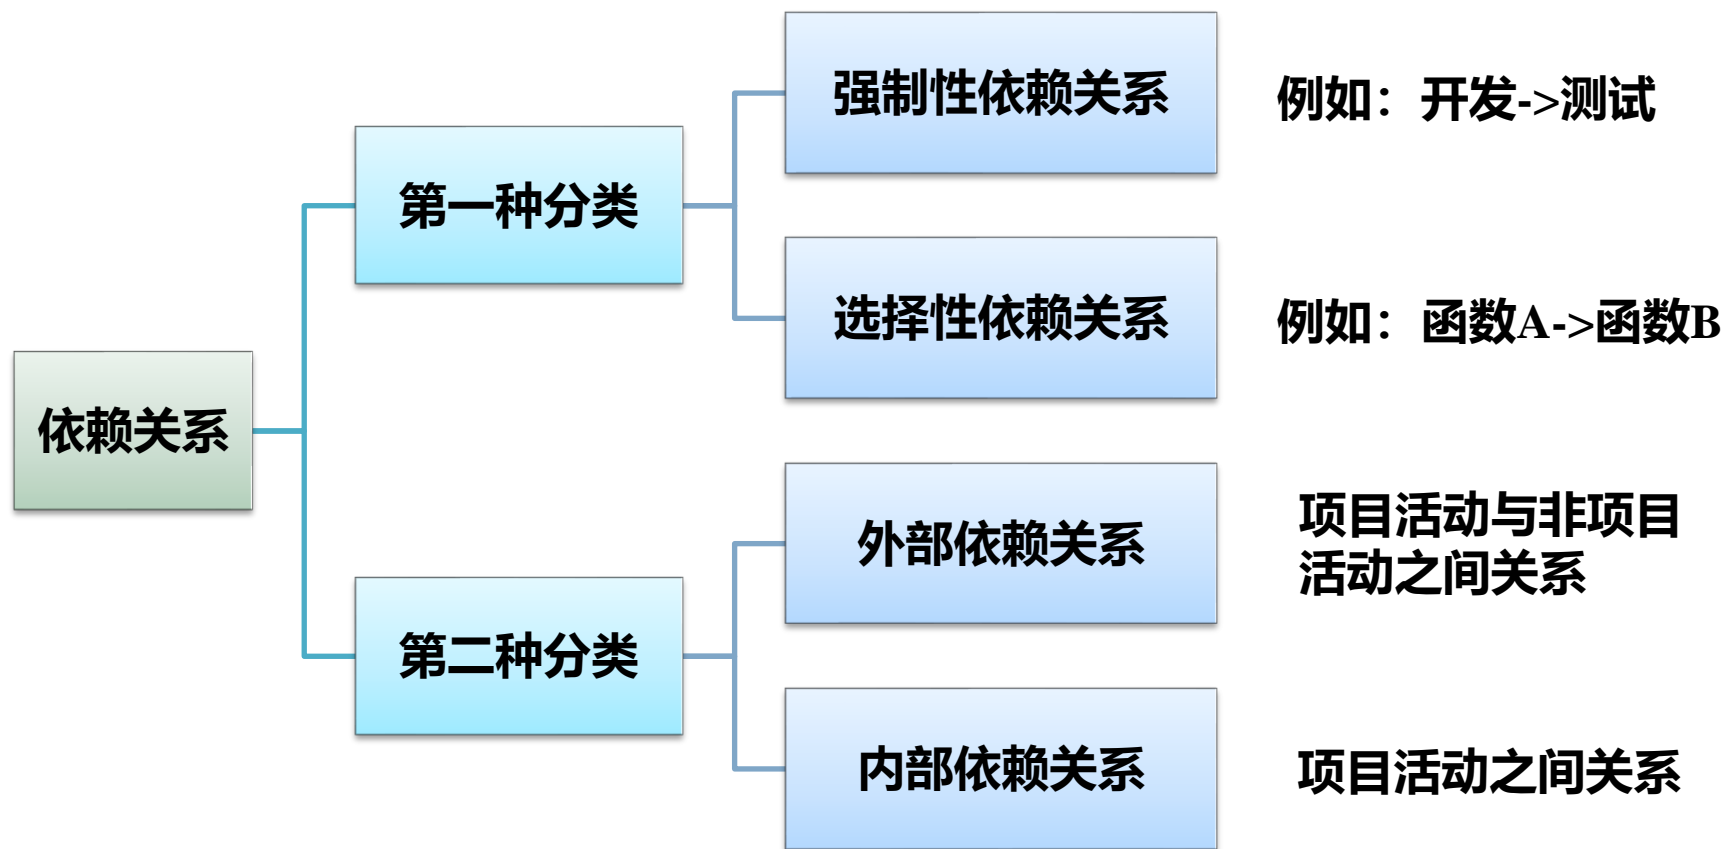 依赖关系
第一种分类
强制性依赖关系
例如：开发->测试
选择性依赖关系
例如：函数A->函数B
第二种分类
外部依赖关系
项目活动与非项目
活动之间关系
内部依赖关系
项目活动之间关系